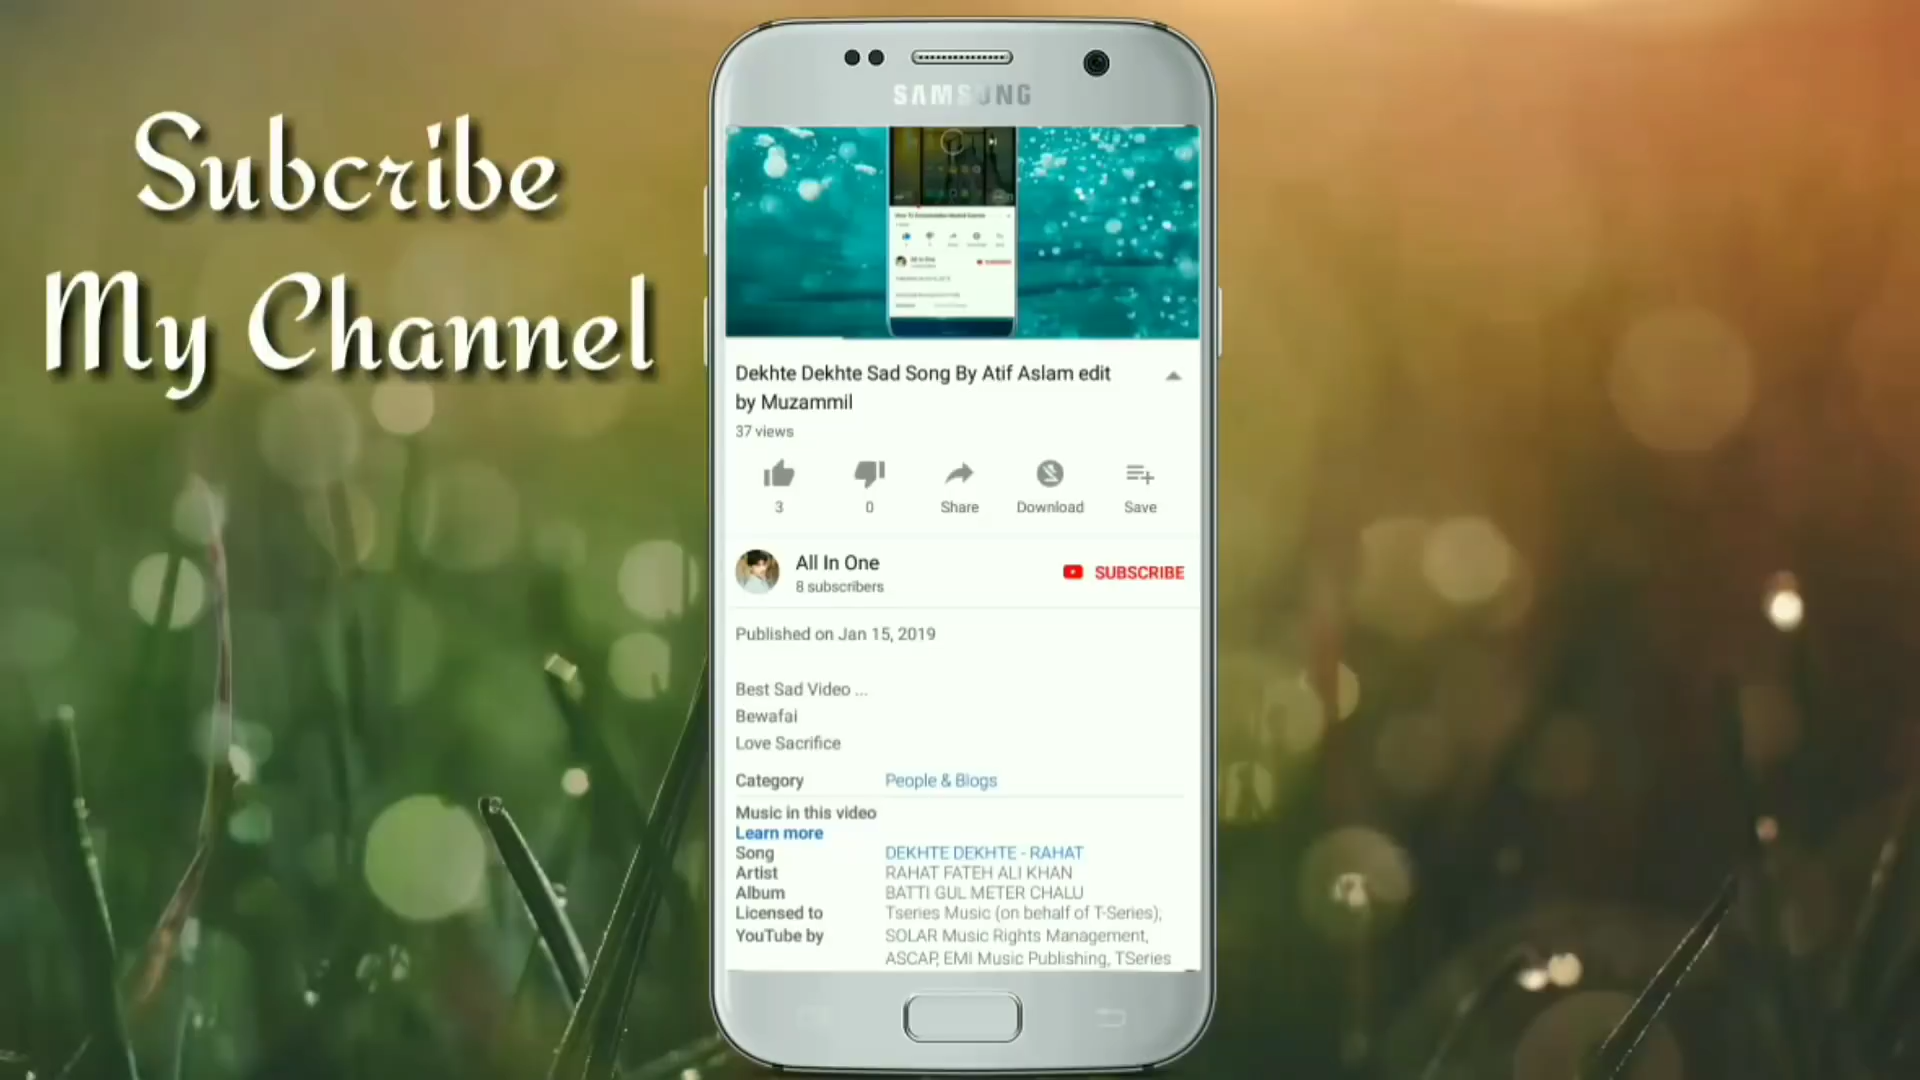 Subcribe
My Channel
SAMSUNG
Dekhte Dekhte Sad Song By Atif Aslam edit
by Muzammil
37 views
3
0
Share
Download
Save
All In One
8 subscribers
SUBSCRIBE
Published on Jan 15, 2019
Best Sad Video ...
Bewafai
Love Sacrifice
Category People & Blogs
Music in this video
Learn more
Song DEKHTE DEKHTE - RAHAT
Artist RAHAT FATEH ALI KHAN
Album BATTI GUL METER CHALU
Licensed to Tseries Music (on behalf of T-Series);
YouTube by SOLAR Music Rights Management,
ASCAP, EMI Music Publishing, TSeries